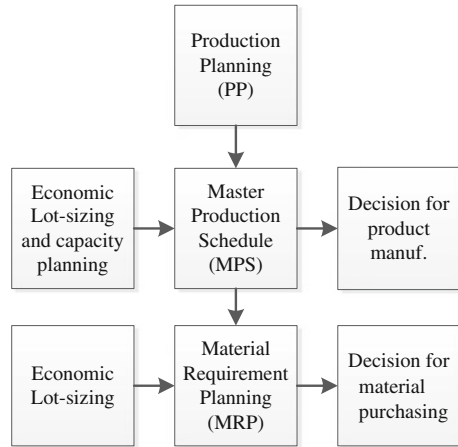 Production
Planning
(PP)
Economic
Lot-sizing
and capacity
planning
Master
Production
Schedule
(MPS)
Decision for
product
manuf.
Economic
Lot-sizing
Material
Requirement
Planning
(MRP)
Decision for
material
purchasing